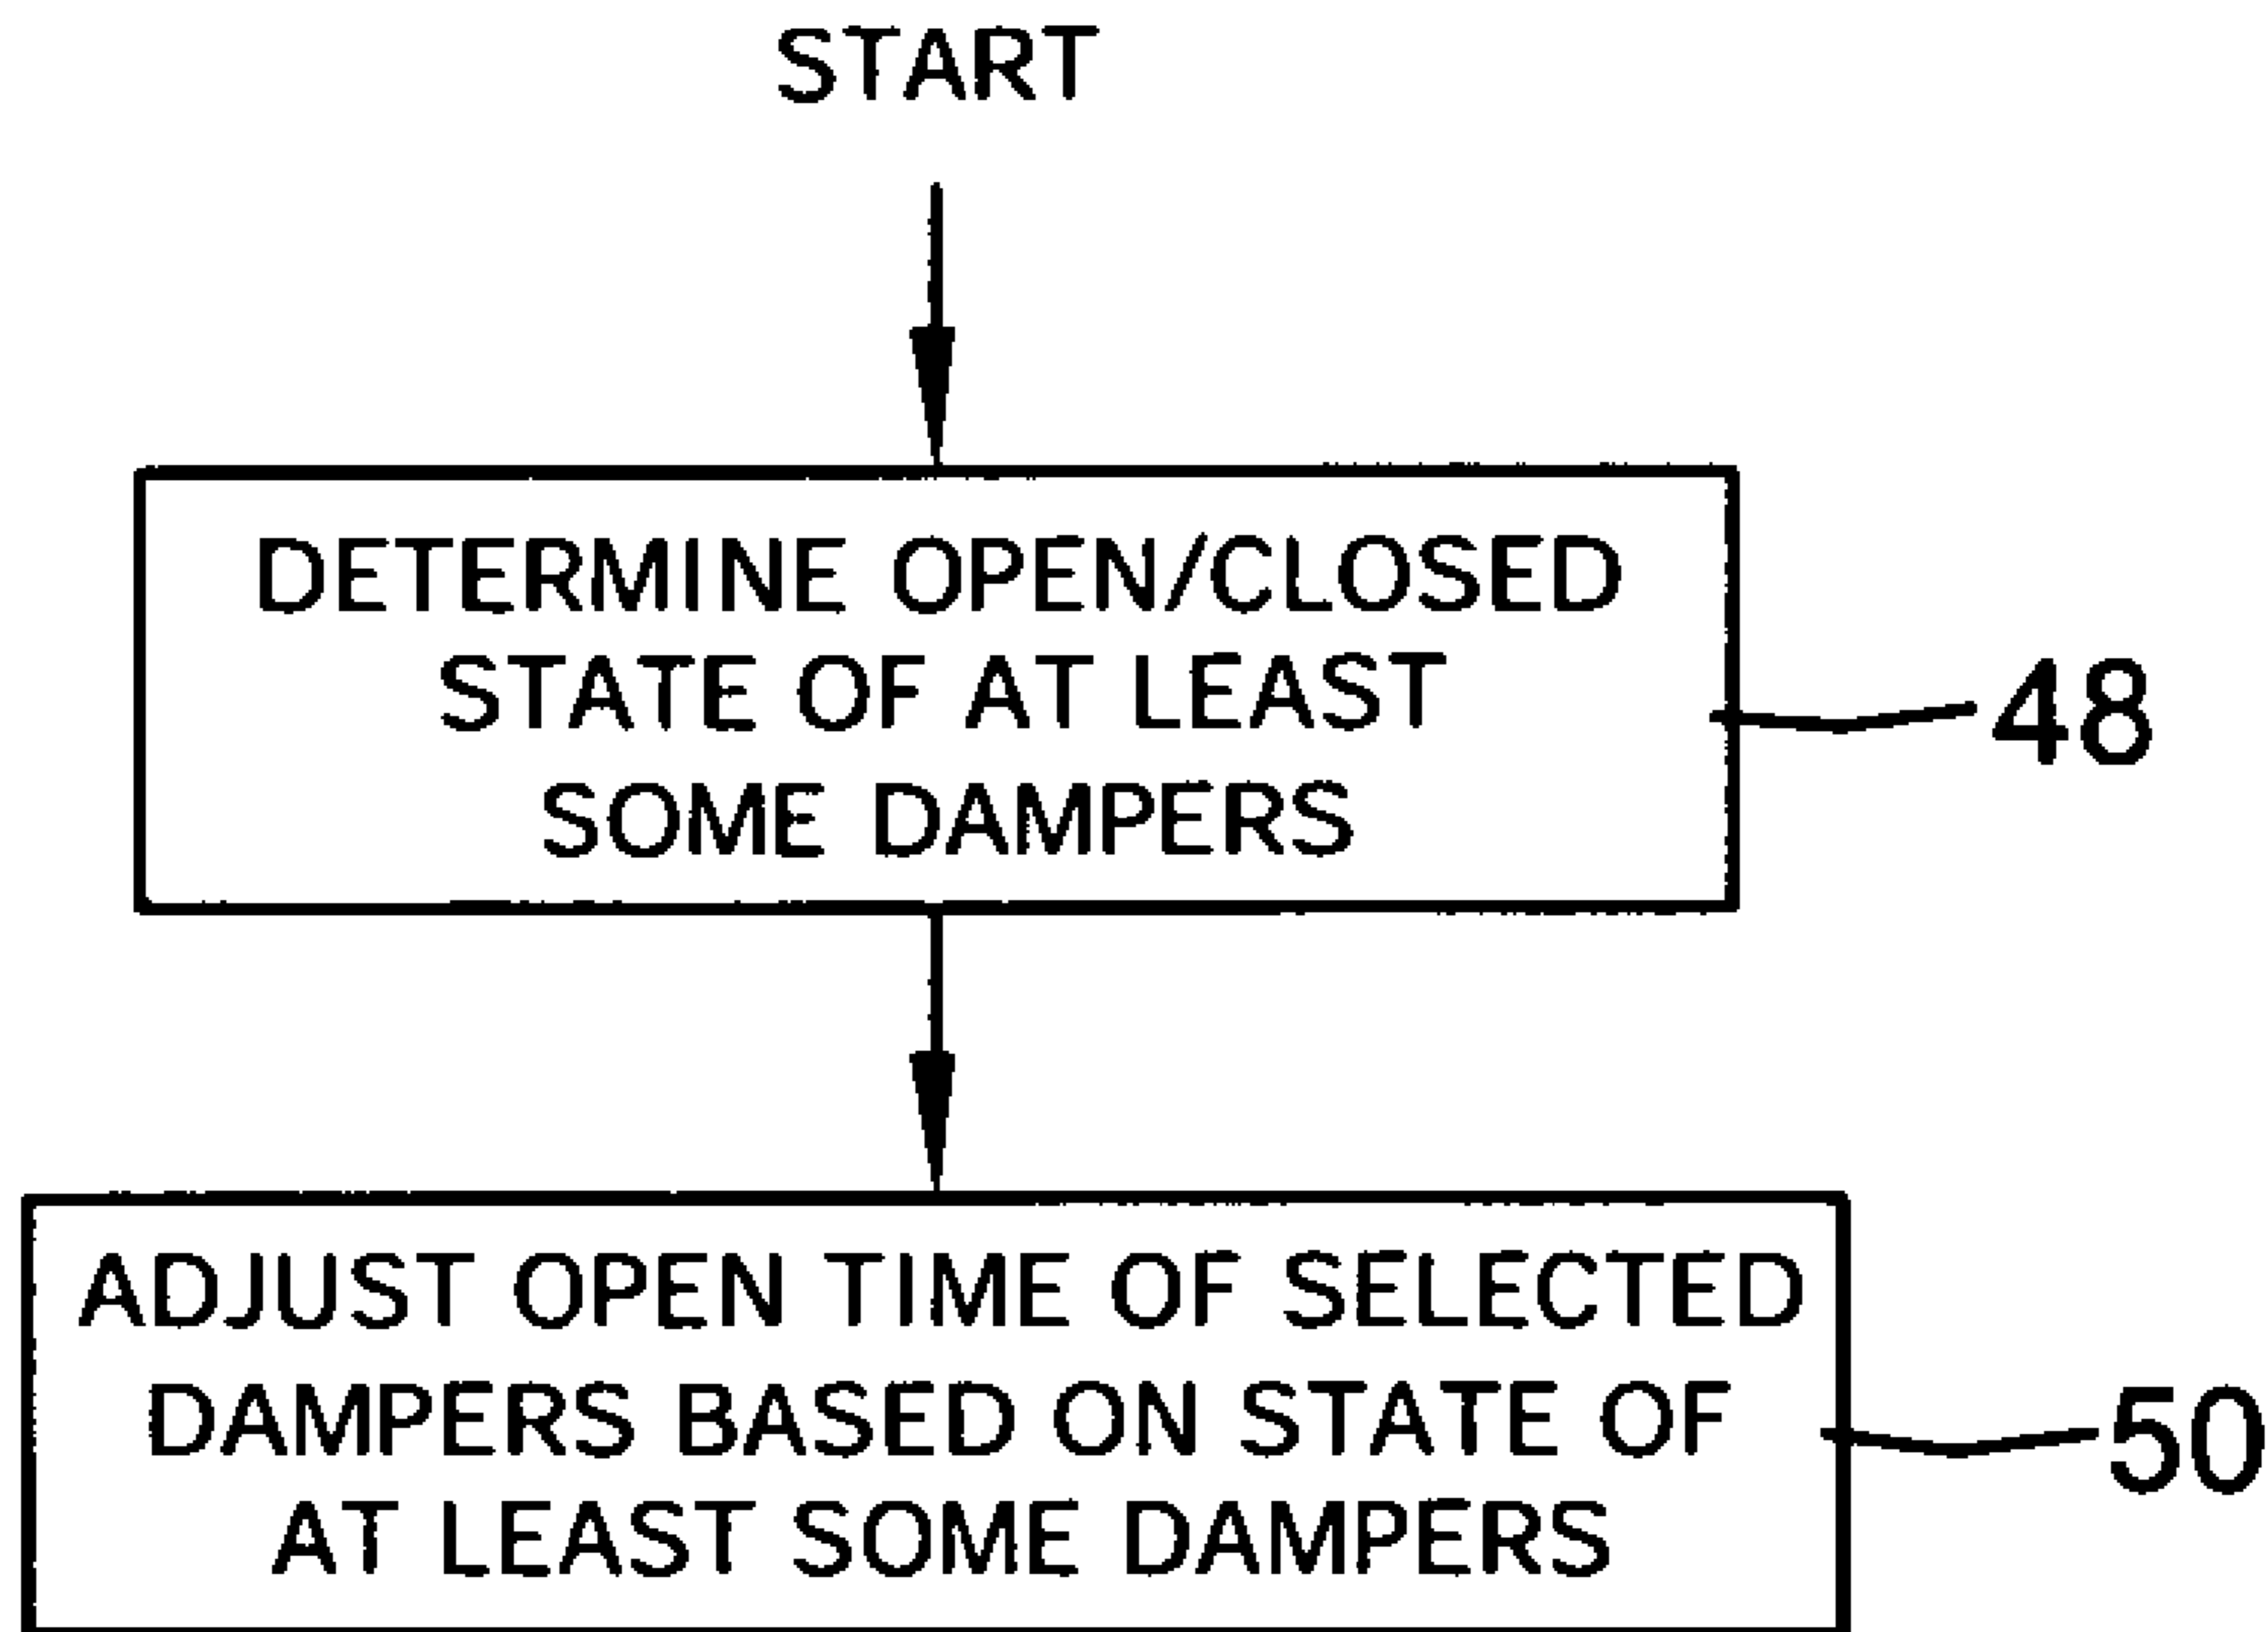 START
DETERMINE OPEN/CLOSED
STATE OF AT LEAST
SOME DAMPERS
48
ADJUST OPEN TIME OF SELECTED
DAMPERS BASED ON STATE OF
AT LEAST SOME DAMPERS
50